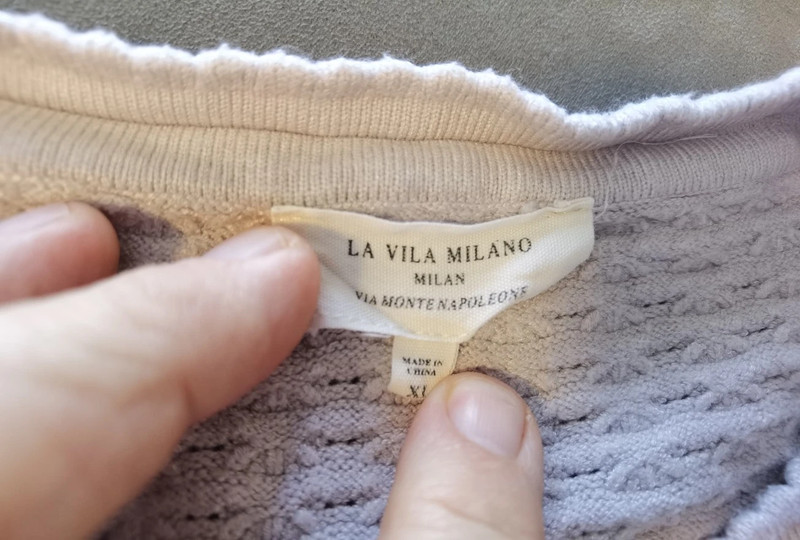 LA VILA MILANO
MILAN
VIA MONTE NAPOLEONE
MADE IN
CHINA
XL